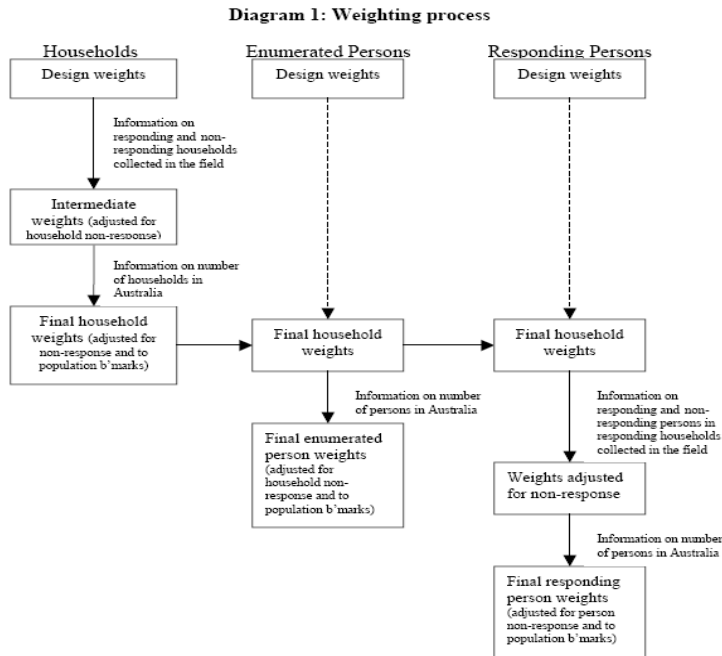 Diagram 1: Weighting process
Households
Enumerated Persons
Responding Persons
Design weights
Design weights
Design weights
Information on
responding and non-
responding households
collected in the field
Intermediate
weights (adjusted for
household non-response)
Information on number
of households in
Australia
Final household
weights (adjusted for
non-response and to
population b'marks)
Final household
weights
Final household
weights
Information on number
of persons in Australia
Final enumerated
person weights
(adjusted for
household non-
response and to
population b'marks)
Information on
responding and non-
responding persons in
responding households
collected in the field
Weights adjusted
for non-response
Information on number
of persons in Australia
Final responding
person weights
(adjusted for person
non-response and to
population b'marks)